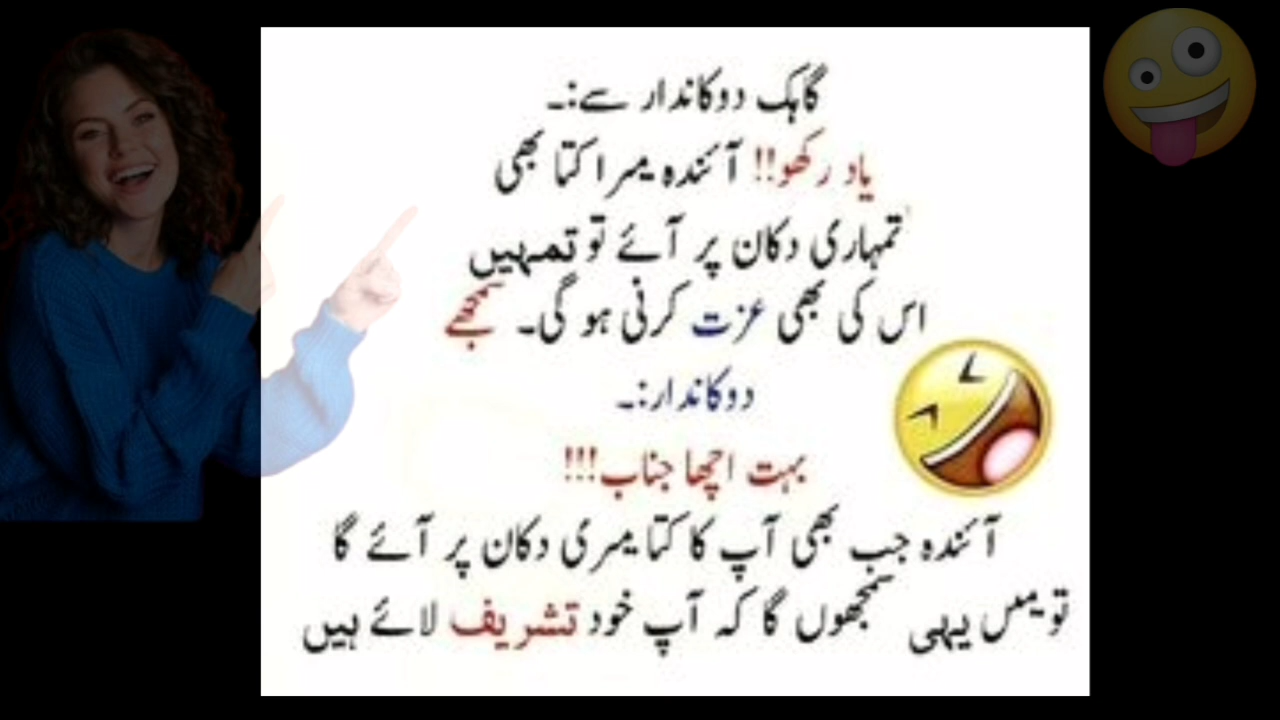 گاہک دوکاندار سے:۔
یاد رکھو!! آئندہ میرا کتا بھی
تمہاری دکان پر آئے تو تمہیں
اس کی بھی عزت کرنی ہو گی۔ سمجھے
دوکاندار:۔
بہت اچھا جناب!!!
آئندہ جب بھی آپ کا کتا میری دکان پر آئے گا
تو میں یہی سمجھوں گا کہ آپ خود تشریف لائے ہیں